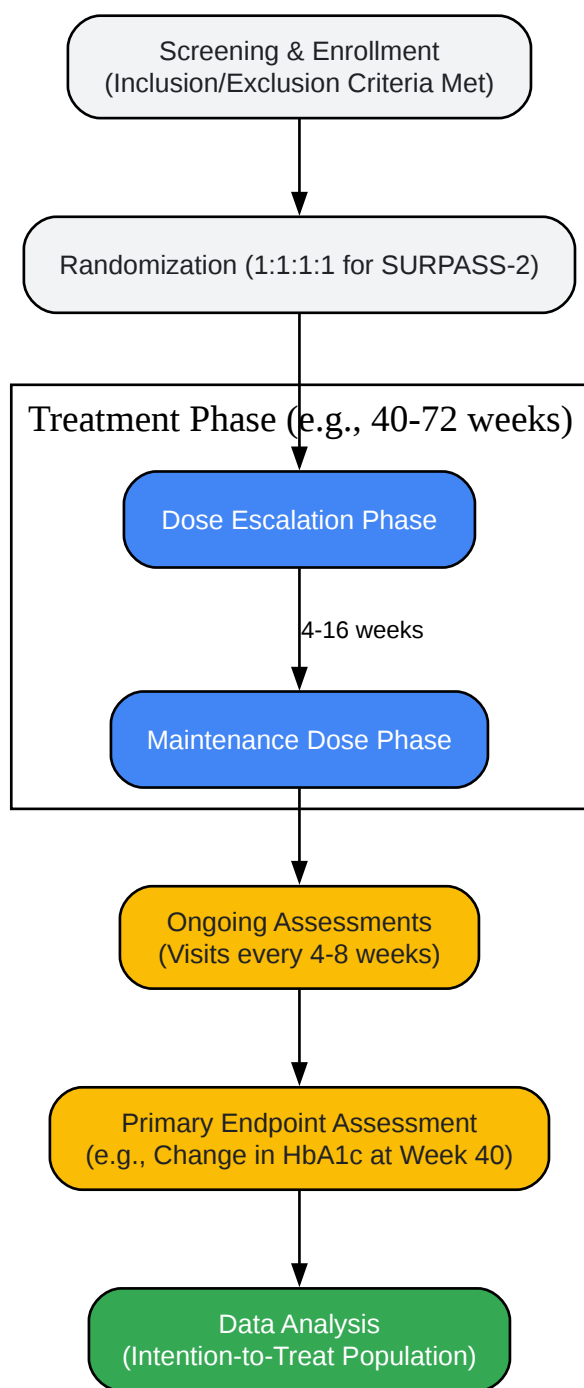 Screening & Enrollment
(Inclusion/Exclusion Criteria Met)
Randomization (1:1:1:1 for SURPASS-2)
Treatment Phase (e.g., 40-72 weeks)
Dose Escalation Phase
4-16 weeks
Maintenance Dose Phase
Ongoing Assessments
(Visits every 4-8 weeks)
Primary Endpoint Assessment
(e.g., Change in HbA1c at Week 40)
Data Analysis
(Intention-to-Treat Population)